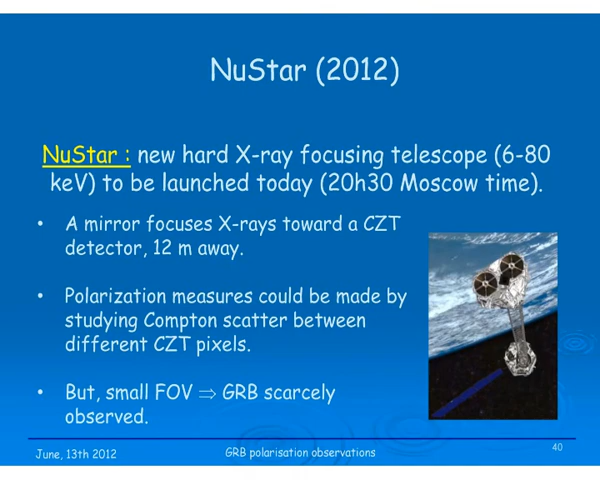 NuStar (2012)
NuStar : new hard X-ray focusing telescope (6-80
keV) to be launched today (20h30 Moscow time).
• A mirror focuses X-rays toward a CZT
detector, 12 m away.
• Polarization measures could be made by
studying Compton scatter between
different CZT pixels.
• But, small FOV ⇒ GRB scarcely
observed.
June, 13th 2012
GRB polarisation observations
40